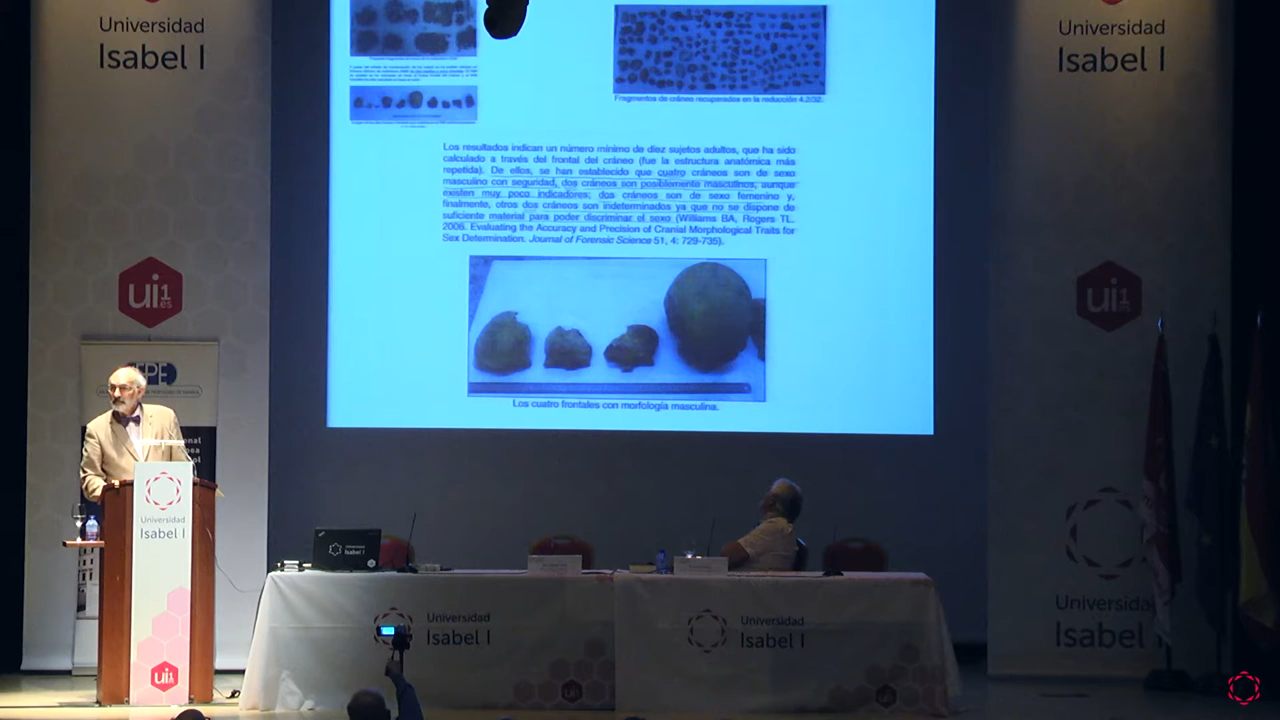 Universidad
Isabel I
Universidad
Isabel I
Fragmentos de cráneo recuperados en la reducción 4.2/32.
Los resultados indican un número mínimo de diez sujetos adultos, que ha sido
calculado a través del frontal del cráneo (fue la estructura anatómica más
repetida). De ellos, se han establecido que cuatro cráneos son de sexo
masculino con seguridad, dos cráneos son posiblemente masculinos, aunque
existen muy poco indicadores; dos cráneos son de sexo femenino y,
finalmente, otros dos cráneos son indeterminados ya que no se dispone de
suficiente material para poder discriminar el sexo (Williams BA, Rogers TL.
2006. Evaluating the Accuracy and Precision of Cranial Morphological Traits for
Sex Determination. Journal of Forensic Science 51, 4: 729-735).
Los cuatro frontales con morfología masculina.
ui1
es
ui1
Universidad
Isabel I
Universidad
Isabel I
Universidad
Isabel I
Universidad
Isabel I
Universidad
Isabel I
ui1
ui1
ui1